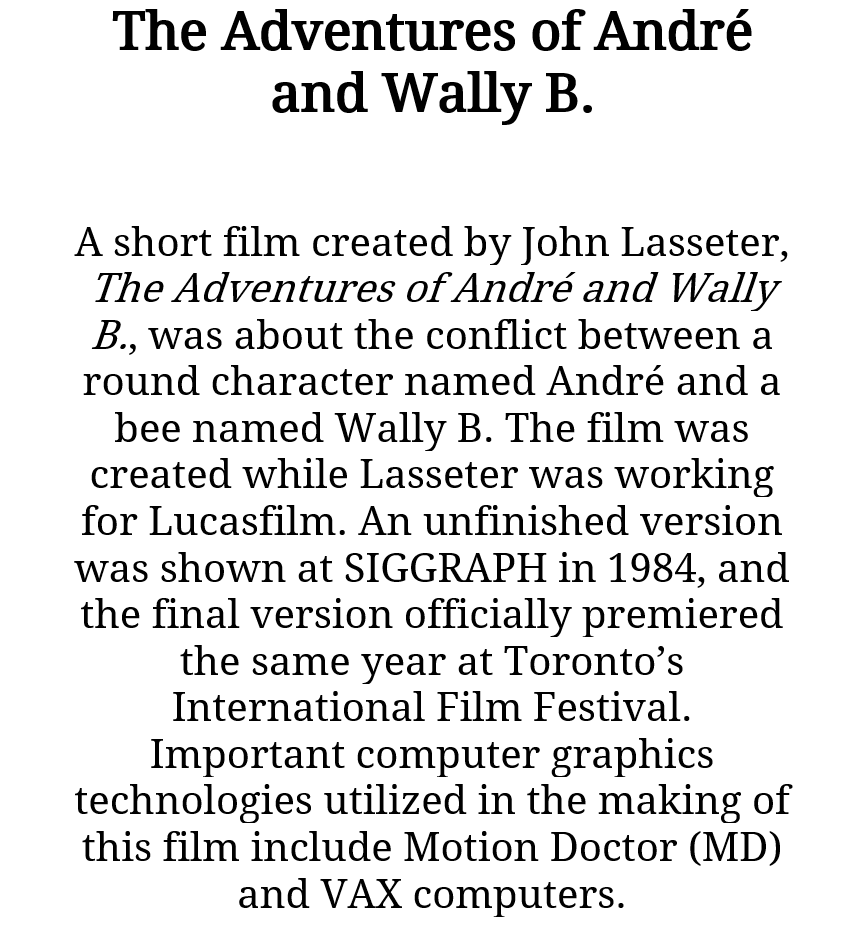 The Adventures of André
and Wally B.
A short film created by John Lasseter,
The Adventures of André and Wally
B., was about the conflict between a
round character named André and a
bee named Wally B. The film was
created while Lasseter was working
for Lucasfilm. An unfinished version
was shown at SIGGRAPH in 1984, and
the final version officially premiered
the same year at Toronto’s
International Film Festival.
Important computer graphics
technologies utilized in the making of
this film include Motion Doctor (MD)
and VAX computers.